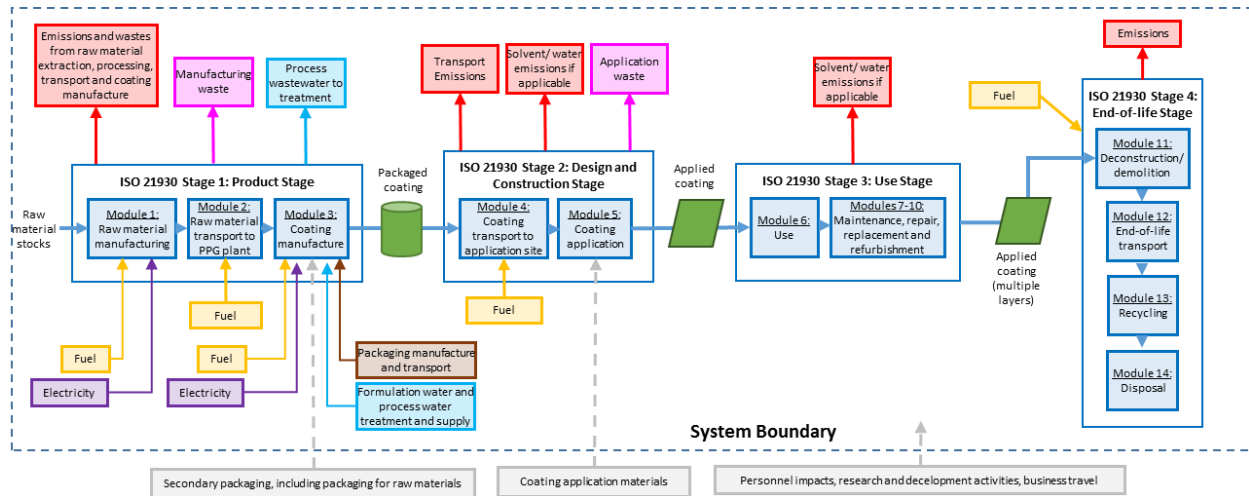 Emissions and wastes
from raw material
extraction, processing,
transport and coating
manufacture
Manufacturing
waste
Process
wastewater to
treatment
Transport
Emissions
Solvent/ water
emissions if
applicable
Application
waste
Solvent/ water
emissions if
applicable
Emissions
Fuel
ISO 21930 Stage 1: Product Stage
Raw
material
stocks
Module 1:
Raw material
manufacturing
Module 2:
Raw material
transport to
PPG plant
Module 3:
Coating
manufacture
Packaged
coating
ISO 21930 Stage 2: Design and
Construction Stage
Module 4:
Coating
transport to
application site
Module 5:
Coating
application
Applied
coating
ISO 21930 Stage 3: Use Stage
Module 6:
Use
Modules 7-10:
Maintenance, repair,
replacement and
refurbishment
Applied
coating
(multiple
layers)
ISO 21930 Stage 4:
End-of-life Stage
Module 11:
Deconstruction/
demolition
Module 12:
End-of-life
transport
Module 13:
Recycling
Module 14:
Disposal
Fuel
Electricity
Fuel
Fuel
Electricity
Packaging manufacture
and transport
Formulation water and
process water
treatment and supply
Fuel
System Boundary
Secondary packaging, including packaging for raw materials
Coating application materials
Personnel impacts, research and development activities, business travel